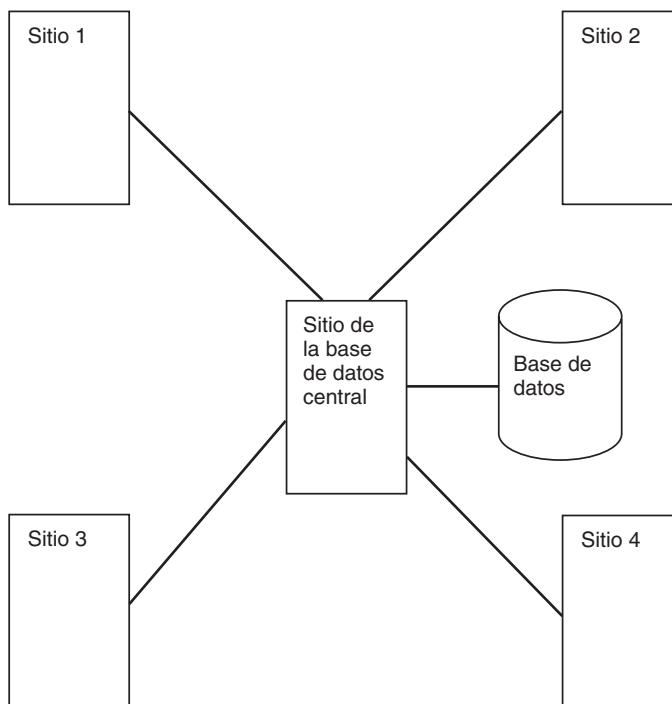 Sitio 1
Sitio 2
Sitio de
la base
de datos
central
Base de
datos
Sitio 3
Sitio 4